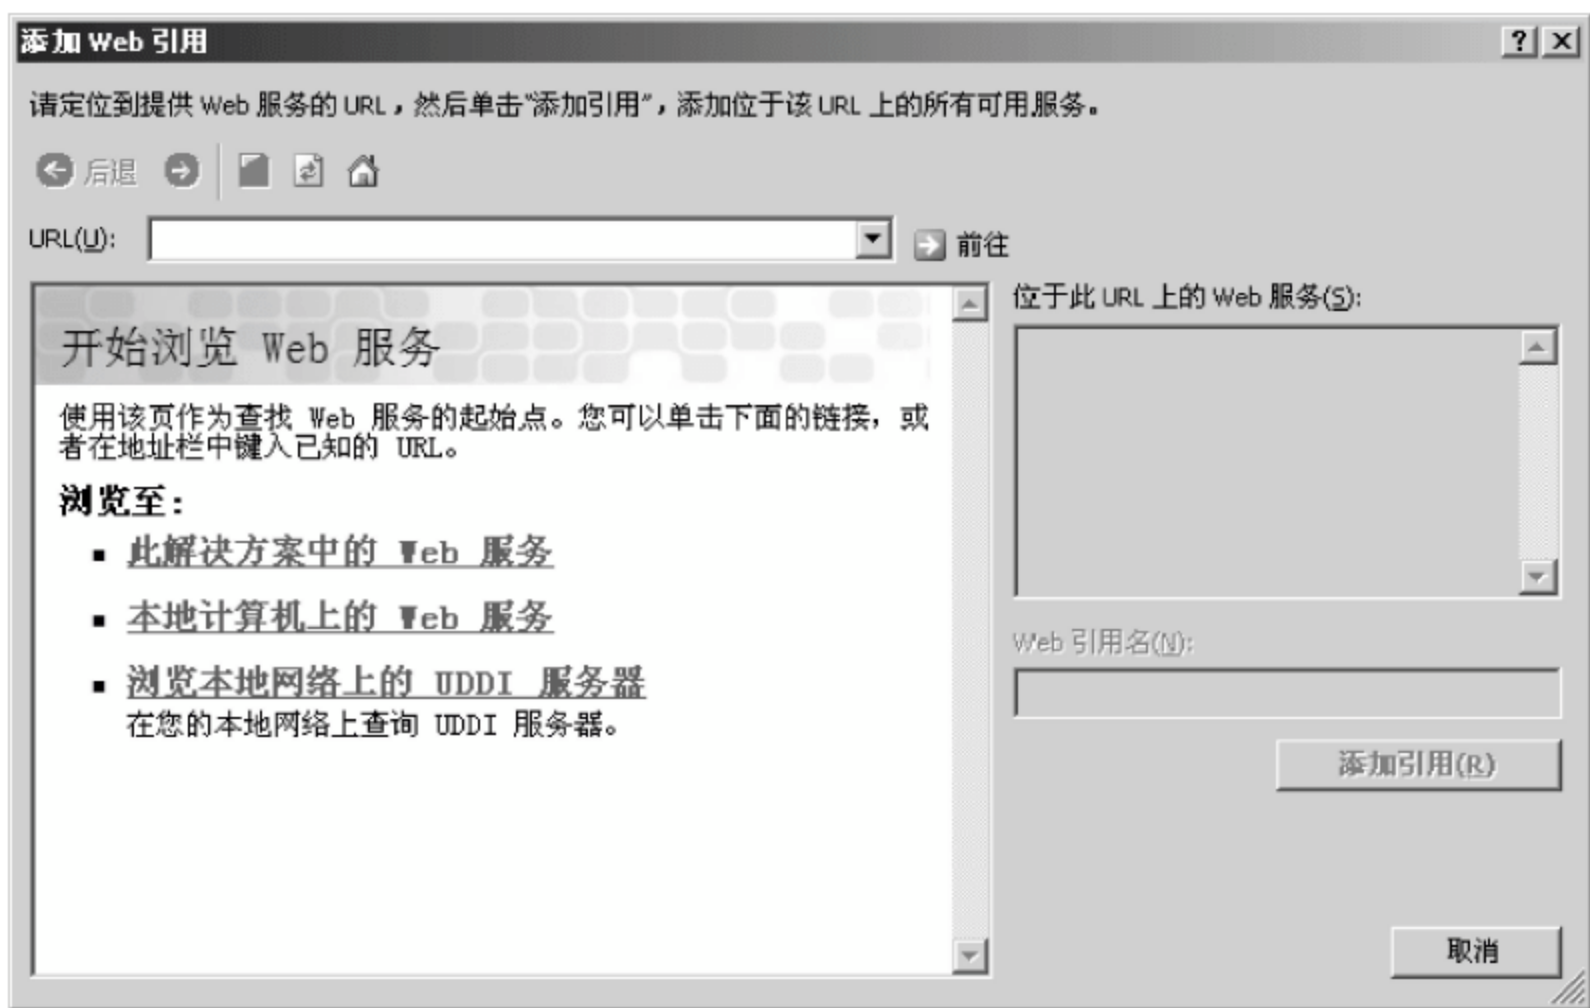 添加 Web 引用
请定位到提供 Web 服务的 URL，然后单击“添加引用”，添加位于该 URL 上的所有可用服务。
后退
URL(U):
前往
开始浏览 Web 服务
使用该页作为查找 Web 服务的起始点。您可以单击下面的链接，或
者在地址栏中键入已知的 URL。
浏览至:
▪ 此解决方案中的 Web 服务
▪ 本地计算机上的 Web 服务
▪ 浏览本地网络上的 UDDI 服务器
在您的本地网络上查询 UDDI 服务器。
位于此 URL 上的 Web 服务(S):
Web 引用名(N):
添加引用(R)
取消